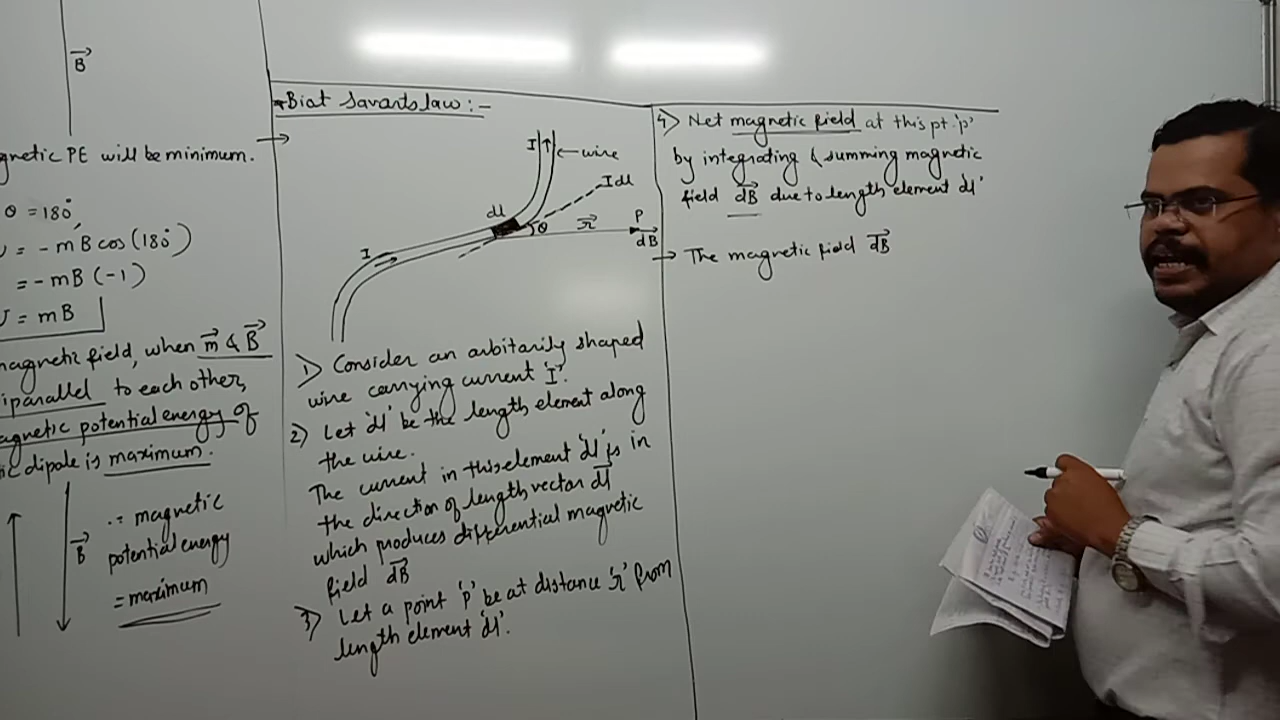 B
gnetic PE will be minimum.
θ = 180°
= - mB cos (180°)
= - mB (-1)
U = mB
magnetic field, when m & B
iparallel to each other,
agnetic potential energy of
ic dipole is maximum.
B
∴ magnetic
potential energy
= maximum
Biot Savarts law :-
I
wire
Idl
dl
θ
r
P
dB
I
1) Consider an arbitarily shaped
wire carrying current 'I'.
2) Let 'dl' be the length element along
the wire.
The current in this element 'dl' is in
the direction of length vector dl
which produces differential magnetic
field dB
3) Let a point 'p' be at distance 'r' from
length element 'dl'.
4) Net magnetic field at this pt. 'p'
by integrating & summing magnetic
field dB due to length element 'dl'
→ The magnetic field dB